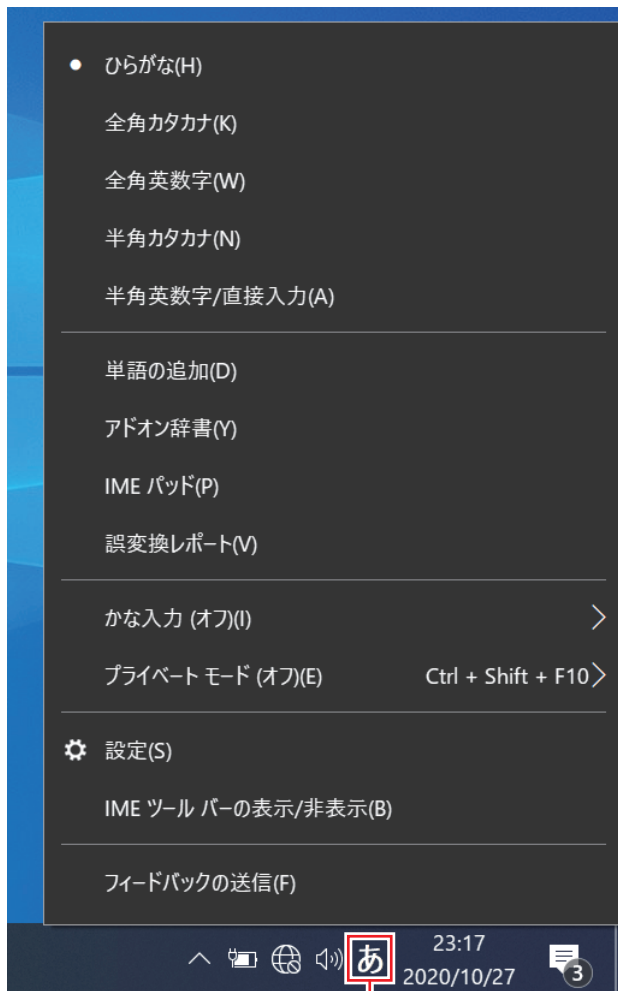 ひらがな(H)
全角カタカナ(K)
全角英数字(W)
半角カタカナ(N)
半角英数字/直接入力(A)
単語の追加(D)
アドオン辞書(Y)
IME パッド(P)
誤変換レポート(V)
かな入力 (オフ)(I)
プライベート モード (オフ)(E) Ctrl + Shift + F10
設定(S)
IME ツール バーの表示/非表示(B)
フィードバックの送信(F)
あ 23:17
2020/10/27 3